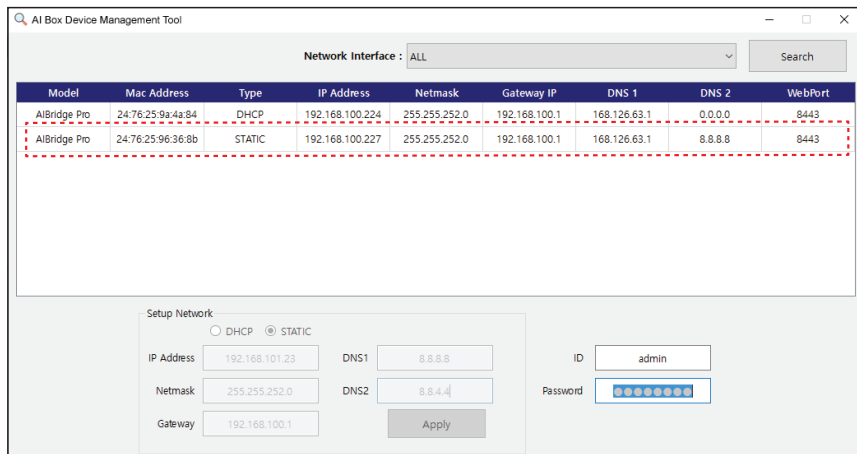 AI Box Device Management Tool
Network Interface : ALL Search
Model Mac Address Type IP Address Netmask Gateway IP DNS 1 DNS 2 WebPort
AIBridge Pro 24:76:25:9a:4a:84 DHCP 192.168.100.224 255.255.252.0 192.168.100.1 168.126.63.1 0.0.0.0 8443
AIBridge Pro 24:76:25:96:36:8b STATIC 192.168.100.227 255.255.252.0 192.168.100.1 168.126.63.1 8.8.8.8 8443
Setup Network
DHCP STATIC
IP Address 192.168.101.23 DNS1 8.8.8.8 ID admin
Netmask 255.255.252.0 DNS2 8.8.4.4 Password
Gateway 192.168.100.1 Apply